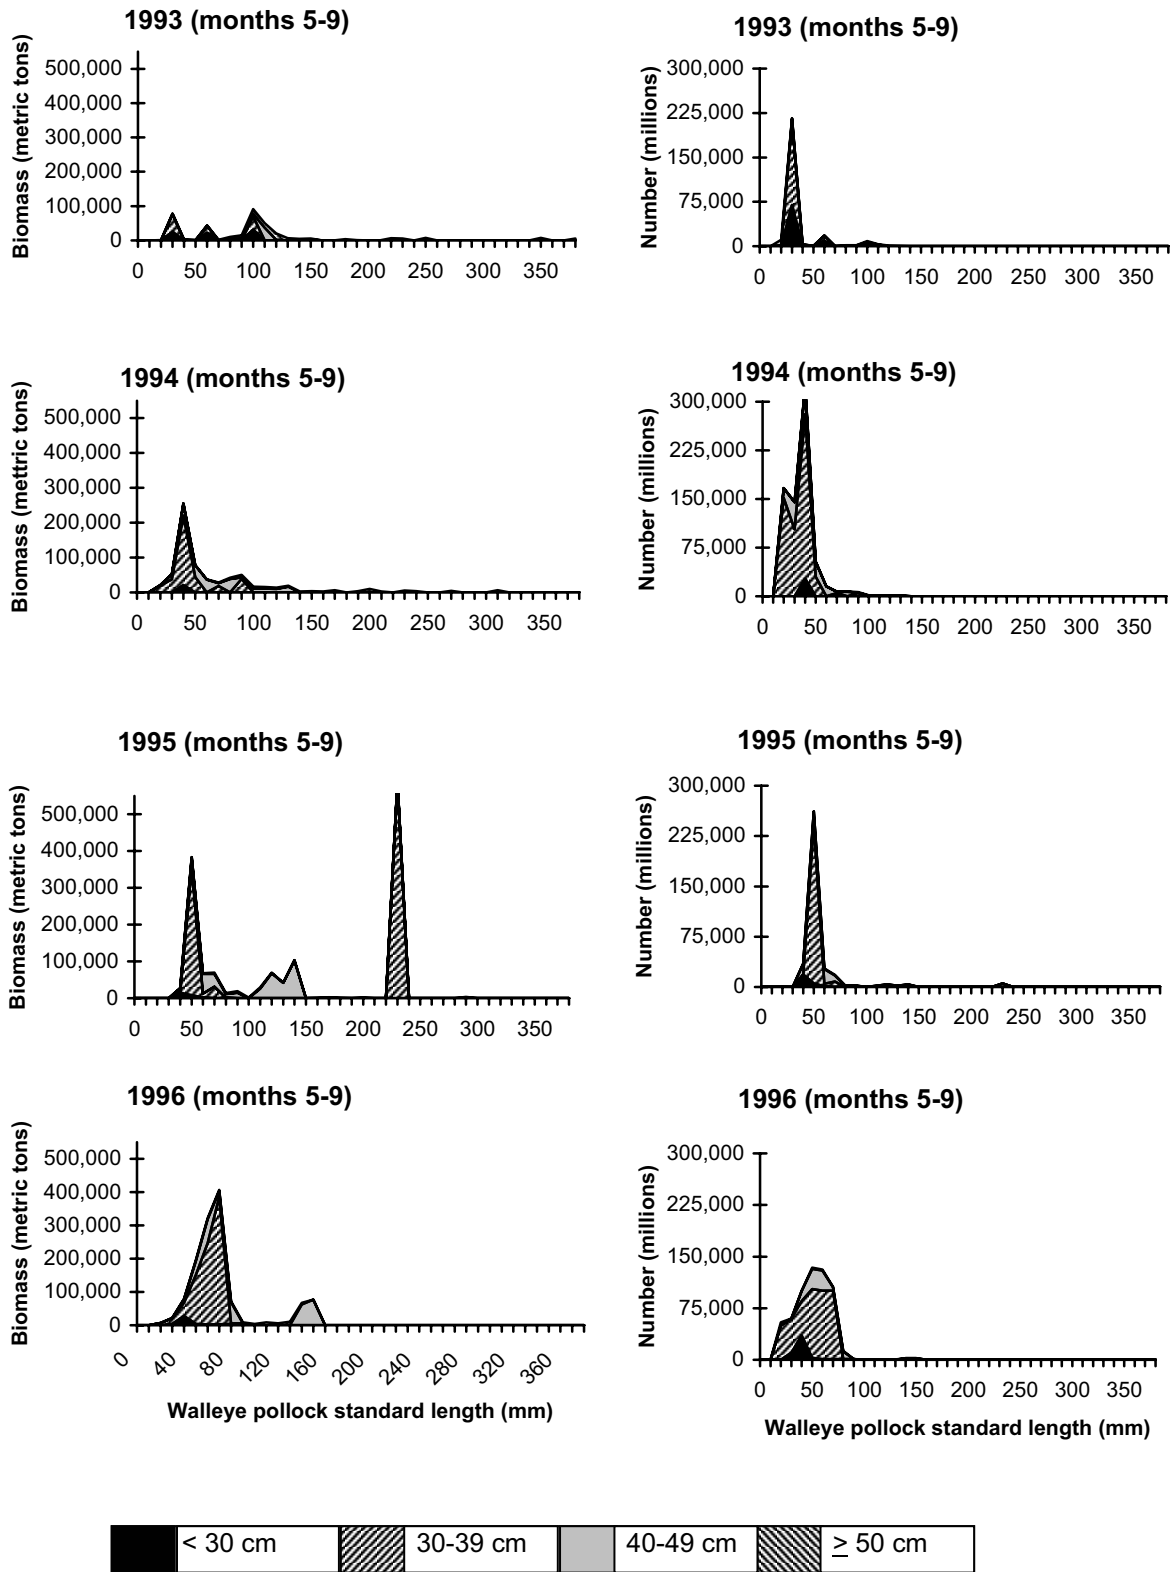 1993 (months 5-9)
Biomass (metric tons)
500,000
400,000
300,000
200,000
100,000
0
0 50 100 150 200 250 300 350
1993 (months 5-9)
Number (millions)
300,000
225,000
150,000
75,000
0
0 50 100 150 200 250 300 350
1994 (months 5-9)
Biomass (mettric tons)
500,000
400,000
300,000
200,000
100,000
0
0 50 100 150 200 250 300 350
1994 (months 5-9)
Number (millions)
300,000
225,000
150,000
75,000
0
0 50 100 150 200 250 300 350
1995 (months 5-9)
Biomass (metric tons)
500,000
400,000
300,000
200,000
100,000
0
0 50 100 150 200 250 300 350
1995 (months 5-9)
Number (millions)
300,000
225,000
150,000
75,000
0
0 50 100 150 200 250 300 350
1996 (months 5-9)
Biomass (metric tons)
500,000
400,000
300,000
200,000
100,000
0
0 40 80 120 160 200 240 280 320 360
Walleye pollock standard length (mm)
1996 (months 5-9)
Number (millions)
300,000
225,000
150,000
75,000
0
0 50 100 150 200 250 300 350
Walleye pollock standard length (mm)
< 30 cm 30-39 cm 40-49 cm ≥ 50 cm